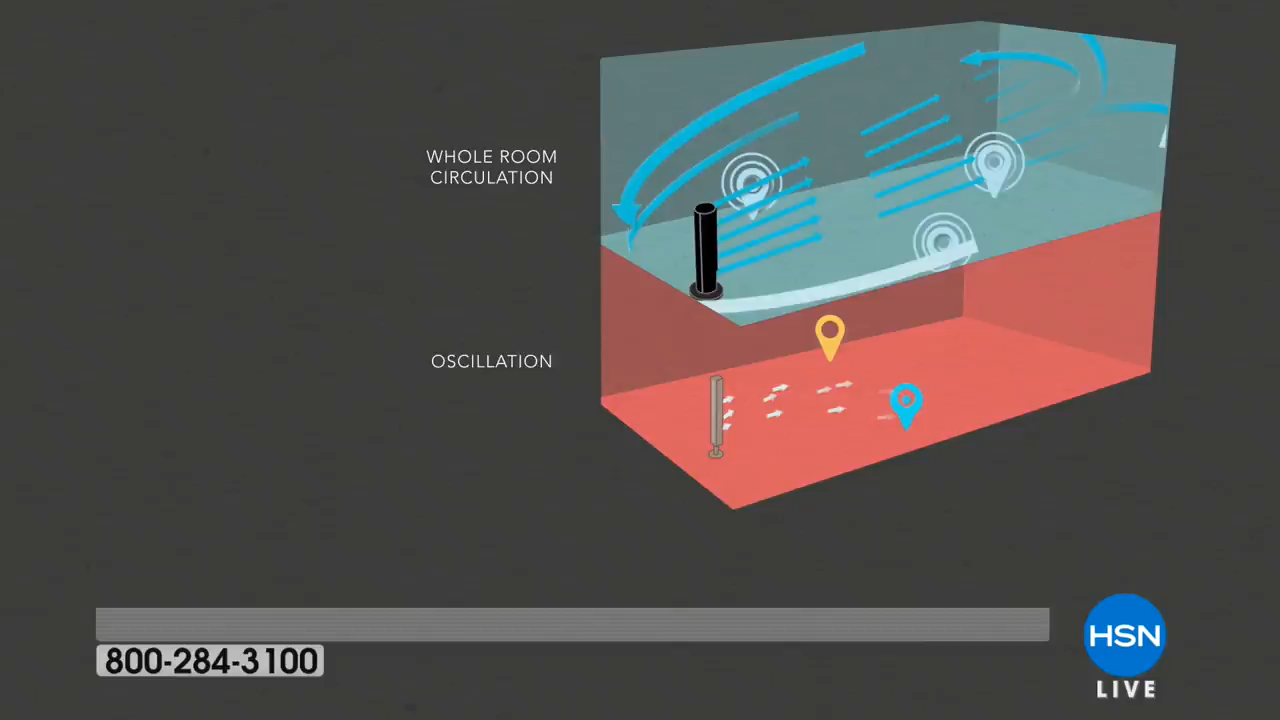 WHOLE ROOM
CIRCULATION
OSCILLATION
800-284-3100
HSN
LIVE